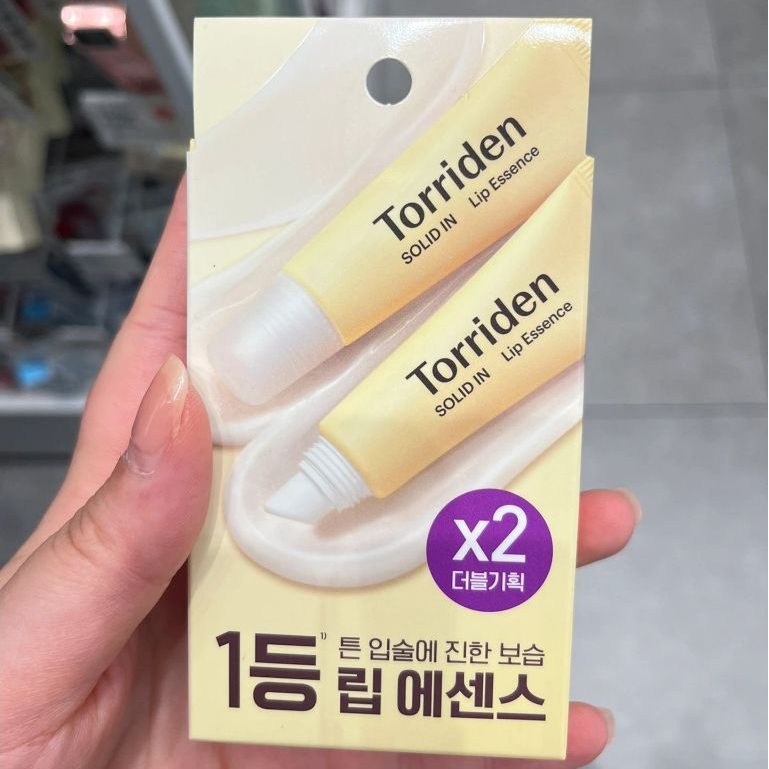 Torriden
SOLID IN Lip Essence
Torriden
SOLID IN Lip Essence
x2
더블기획
1등¹⁾
튼 입술에 진한 보습
립 에센스